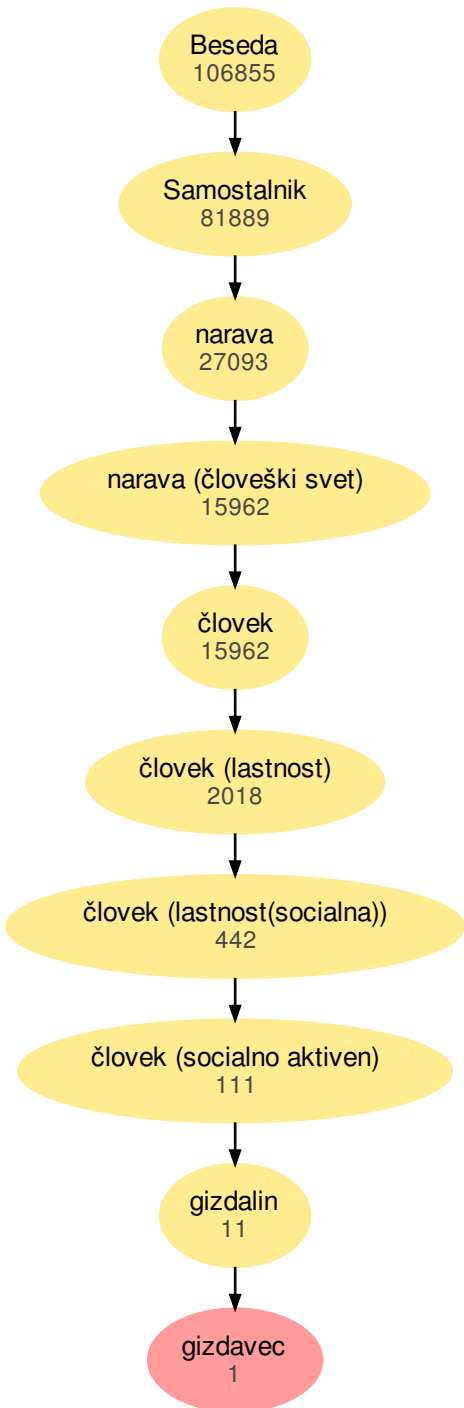 Beseda
106855
Samostalnik
81889
narava
27093
narava (človeški svet)
15962
človek
15962
človek (lastnost)
2018
človek (lastnost(socialna))
442
človek (socialno aktiven)
111
gizdalin
11
gizdavec
1